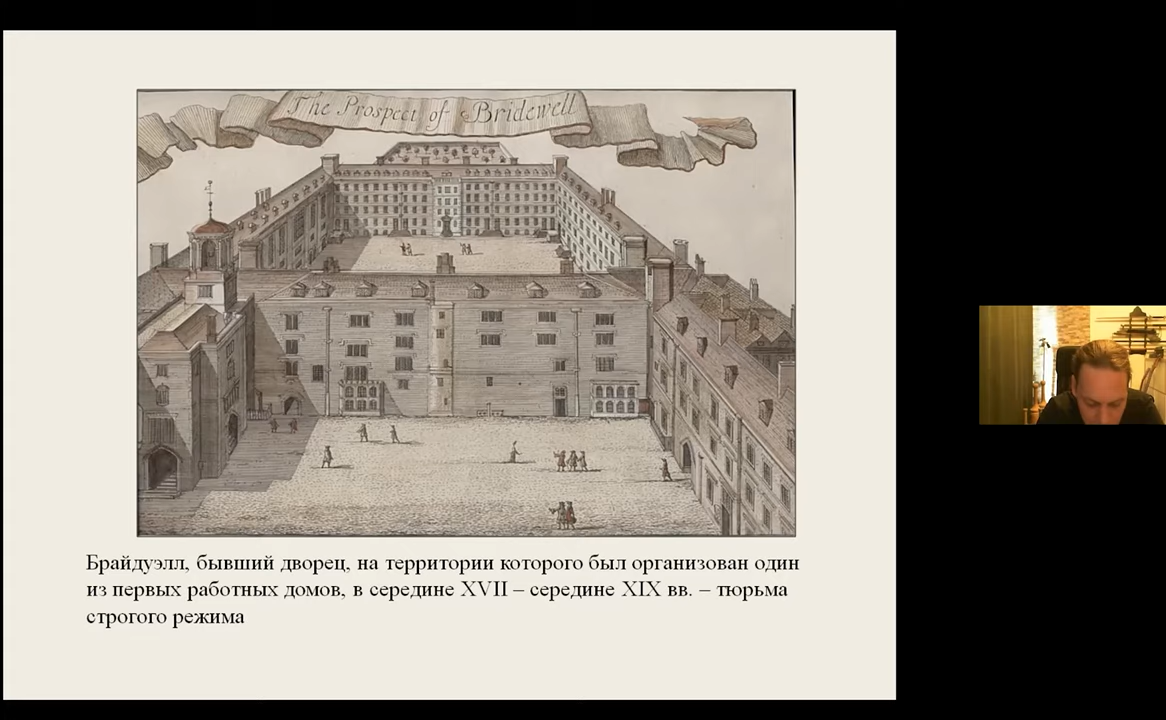 The Prospect of Bridewell
Брайдуэлл, бывший дворец, на территории которого был организован один
из первых работных домов, в середине XVII – середине XIX вв. – тюрьма
строгого режима